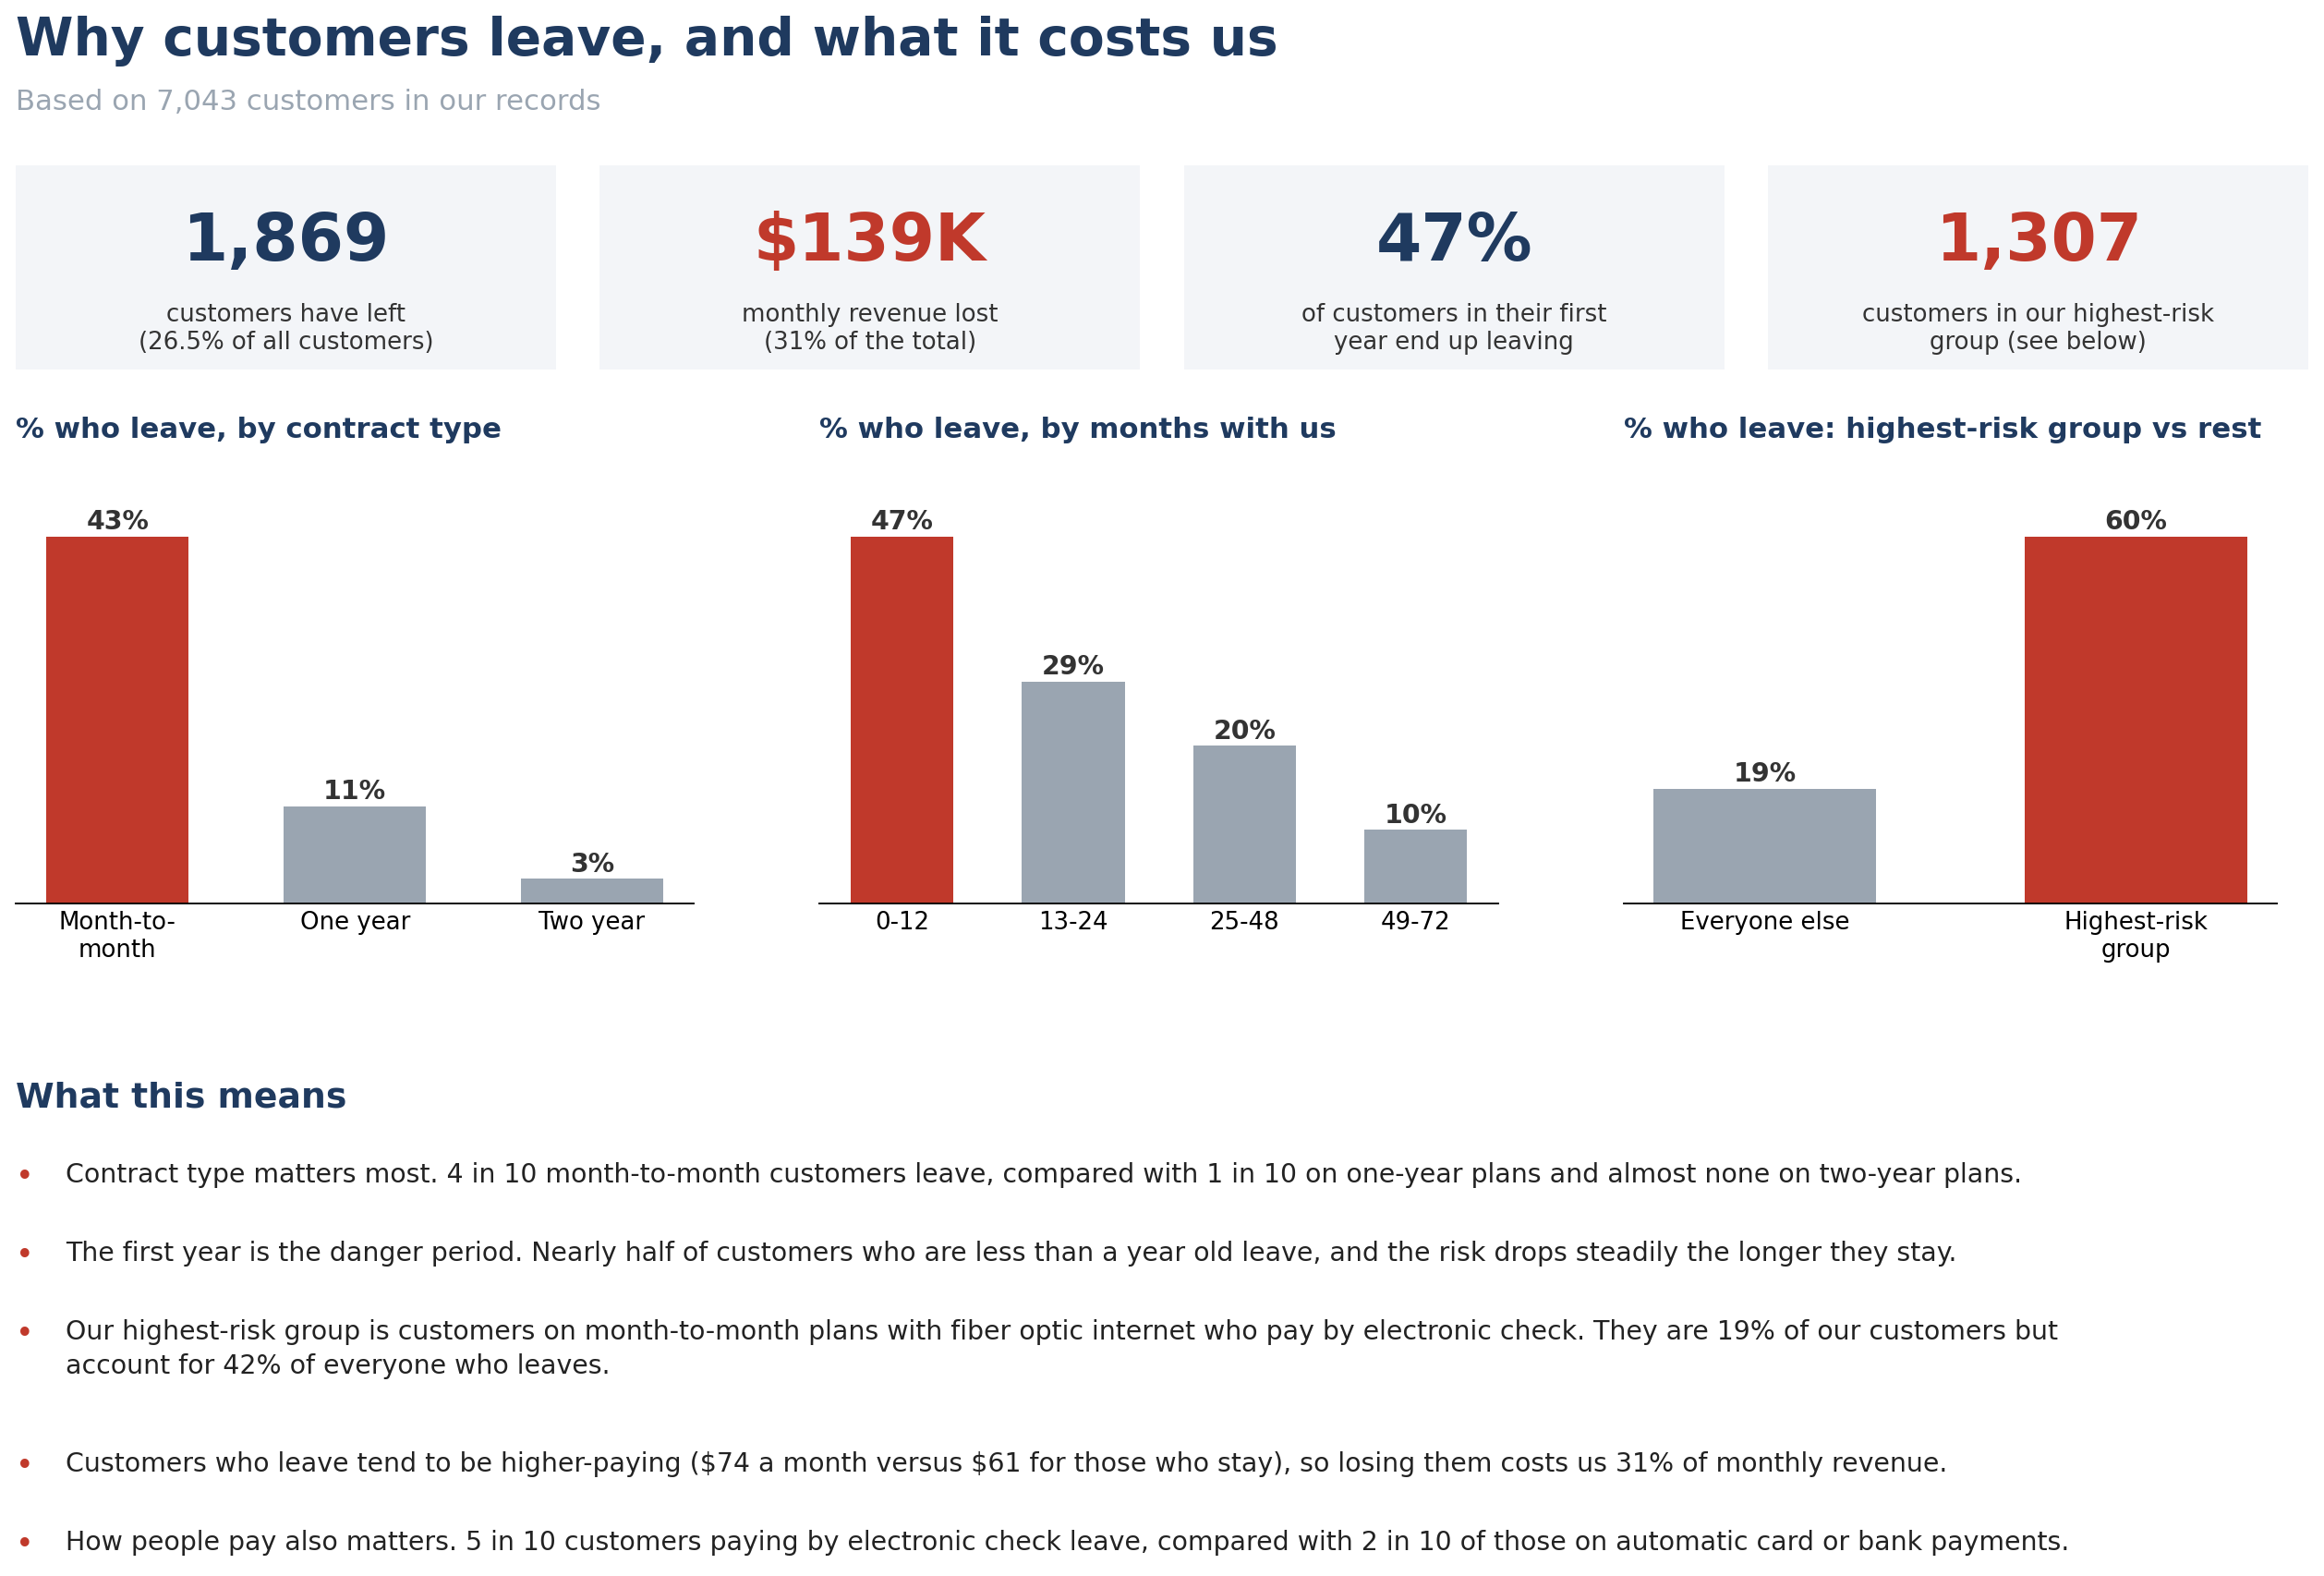 Why customers leave, and what it costs us
Based on 7,043 customers in our records
1,869
customers have left
(26.5% of all customers)
$139K
monthly revenue lost
(31% of the total)
47%
of customers in their first
year end up leaving
1,307
customers in our highest-risk
group (see below)
% who leave, by contract type
43%
11%
3%
Month-to-
month
One year
Two year
% who leave, by months with us
47%
29%
20%
10%
0-12
13-24
25-48
49-72
% who leave: highest-risk group vs rest
19%
60%
Everyone else
Highest-risk
group
What this means
• Contract type matters most. 4 in 10 month-to-month customers leave, compared with 1 in 10 on one-year plans and almost none on two-year plans.
• The first year is the danger period. Nearly half of customers who are less than a year old leave, and the risk drops steadily the longer they stay.
• Our highest-risk group is customers on month-to-month plans with fiber optic internet who pay by electronic check. They are 19% of our customers but
account for 42% of everyone who leaves.
• Customers who leave tend to be higher-paying ($74 a month versus $61 for those who stay), so losing them costs us 31% of monthly revenue.
• How people pay also matters. 5 in 10 customers paying by electronic check leave, compared with 2 in 10 of those on automatic card or bank payments.